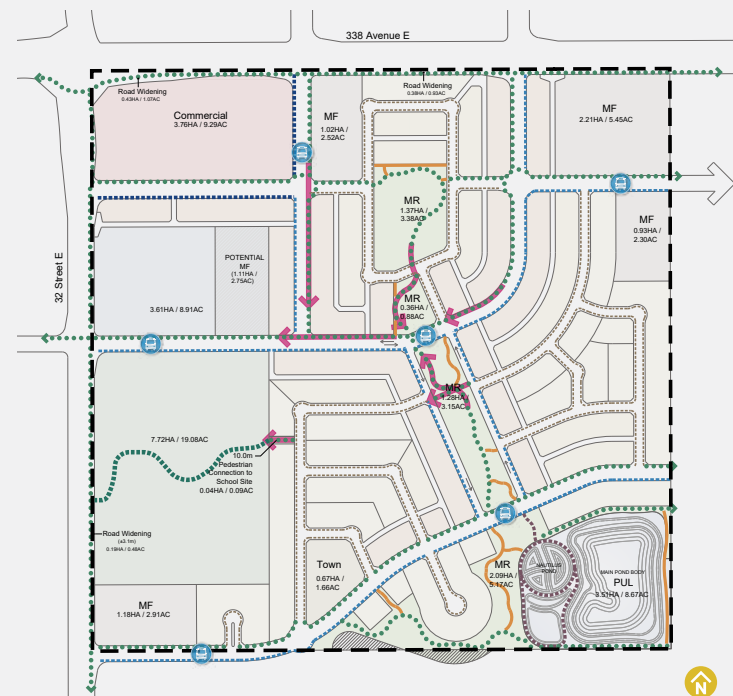 338 Avenue E
Road Widening
0.43HA / 1.07AC
Road Widening
0.38HA / 0.93AC
Commercial
3.76HA / 9.29AC
MF
1.02HA /
2.52AC
MF
2.21HA / 5.45AC
MR
1.37HA /
3.38AC
MF
0.93HA /
2.30AC
32 Street E
POTENTIAL
MF
(1.11HA /
2.75AC)
3.61HA / 8.91AC
MR
0.36HA /
0.88AC
MR
1.28HA /
3.15AC
7.72HA / 19.08AC
10.0m
Pedestrian
Connection to
School Site
0.04HA / 0.09AC
Road Widening
(±3.1m)
0.19HA / 0.48AC
Town
0.67HA /
1.66AC
MR
2.09HA /
5.17AC
NAUTILUS
POND
MAIN POND BODY
PUL
3.51HA / 8.67AC
MF
1.18HA / 2.91AC
N